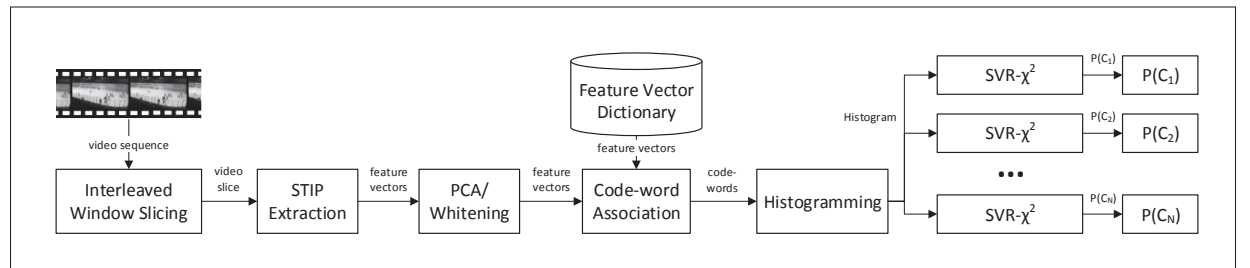 video sequence
Interleaved
Window Slicing
video
slice
STIP
Extraction
feature
vectors
PCA/
Whitening
feature
vectors
Feature Vector
Dictionary
feature vectors
Code-word
Association
code-
words
Histogramming
Histogram
SVR-χ²
P(C₁)
P(C₁)
SVR-χ²
P(C₂)
P(C₂)
...
SVR-χ²
P(C_N)
P(C_N)